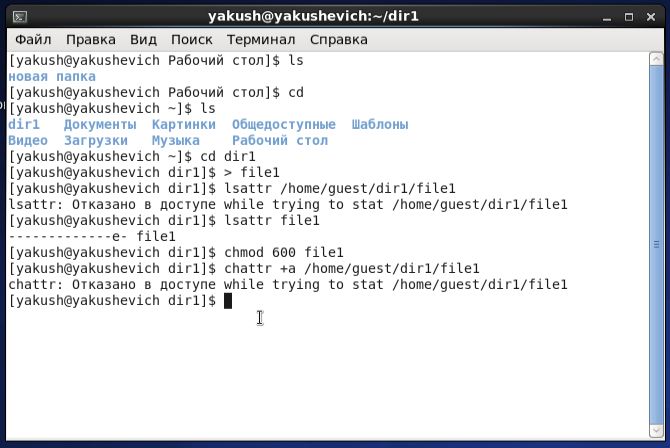 yakush@yakushevich:~/dir1
Файл Правка Вид Поиск Терминал Справка
[yakush@yakushevich Рабочий стол]$ ls
новая папка
[yakush@yakushevich Рабочий стол]$ cd
[yakush@yakushevich ~]$ ls
dir1 Документы Картинки Общедоступные Шаблоны
Видео Загрузки Музыка Рабочий стол
[yakush@yakushevich ~]$ cd dir1
[yakush@yakushevich dir1]$ > file1
[yakush@yakushevich dir1]$ lsattr /home/guest/dir1/file1
lsattr: Отказано в доступе while trying to stat /home/guest/dir1/file1
[yakush@yakushevich dir1]$ lsattr file1
-------------e- file1
[yakush@yakushevich dir1]$ chmod 600 file1
[yakush@yakushevich dir1]$ chattr +a /home/guest/dir1/file1
chattr: Отказано в доступе while trying to stat /home/guest/dir1/file1
[yakush@yakushevich dir1]$